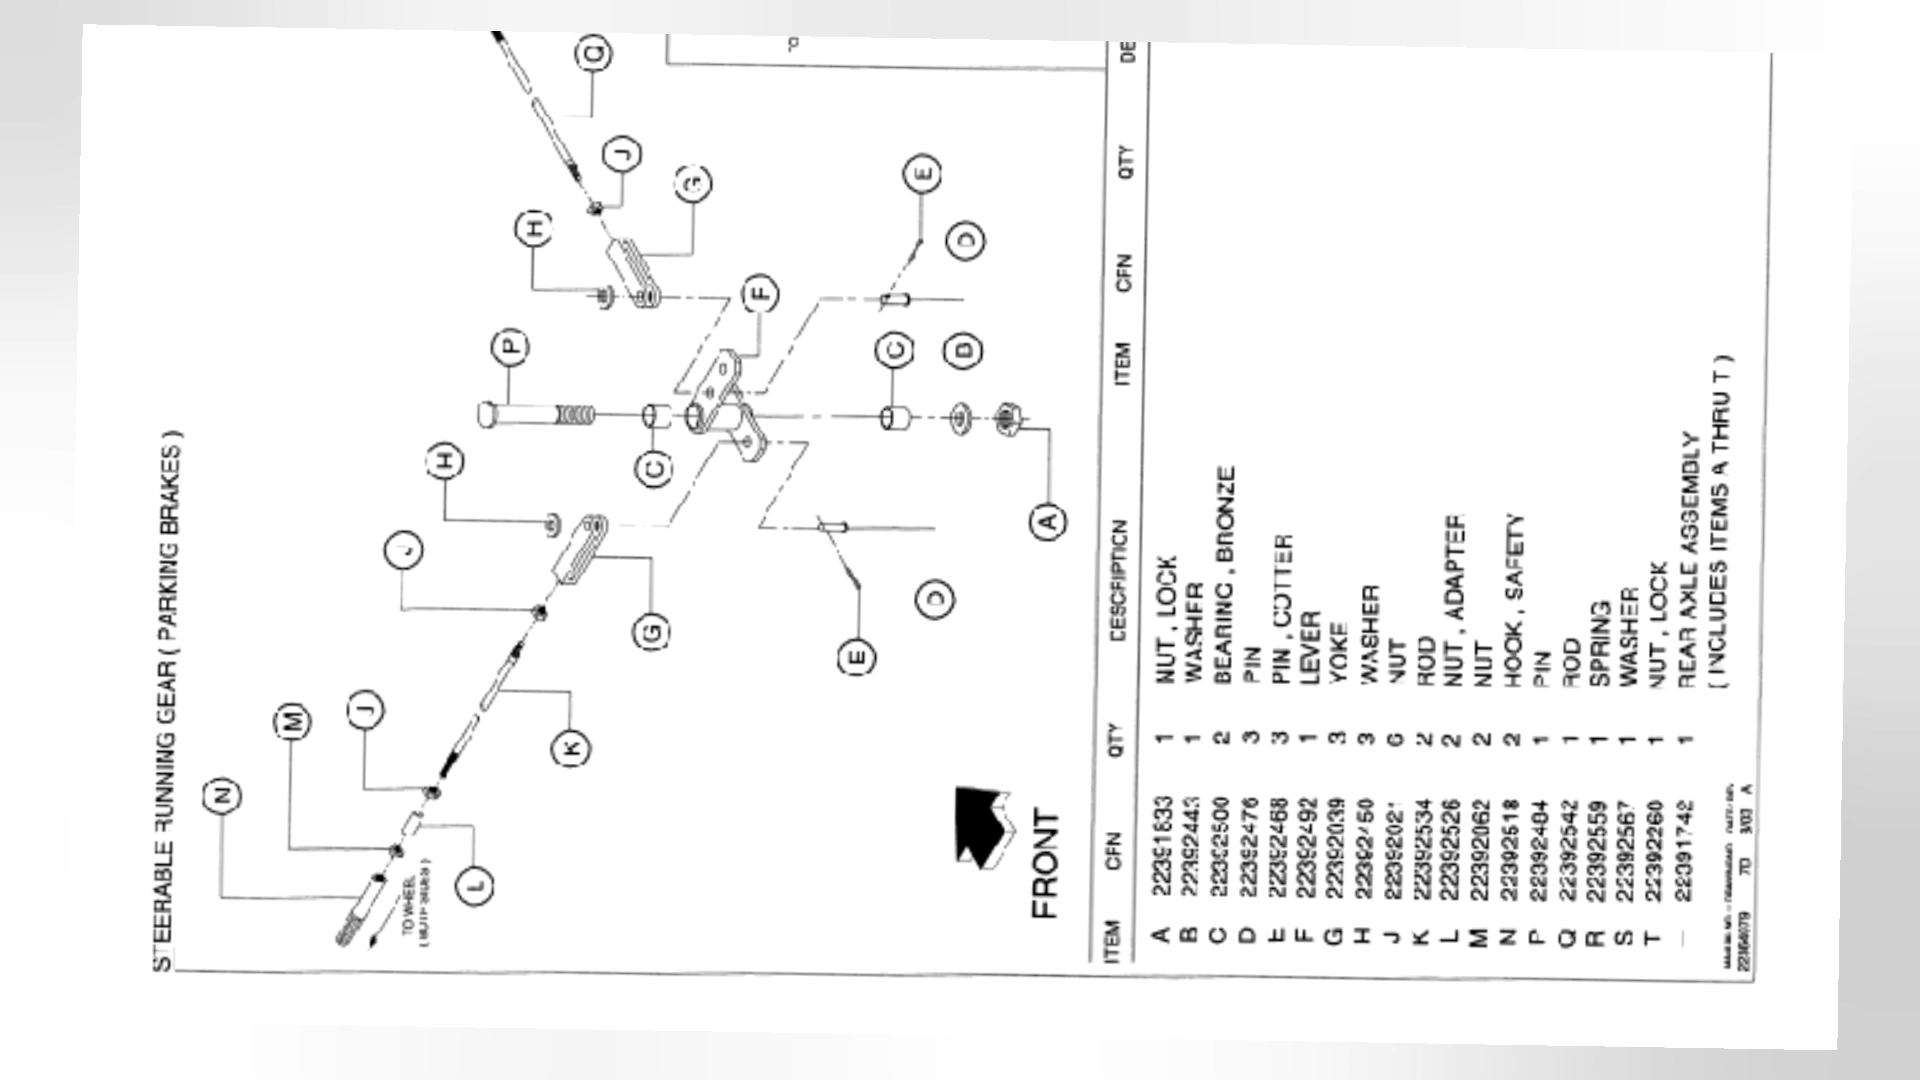 STEERABLE RUNNING GEAR ( PARKING BRAKES )
N
M
J
L
K
J
H
G
E
D
P
C
A
H
F
C
B
J
G
Q
E
D
TO WHEEL
FRONT
ITEM CFN QTY DESCRIPTION ITEM CFN QTY DE
A 22391833 1 NUT , LOCK
B 22392443 1 WASHER
C 22392500 2 BEARING , BRONZE
D 22392476 3 PIN
E 22392468 3 PIN , COTTER
F 22392492 1 LEVER
G 22392039 3 YOKE
H 22392450 3 WASHER
J 22392021 6 NUT
K 22392534 2 ROD
L 22392526 2 NUT , ADAPTER
M 22392062 2 NUT
N 22392518 2 HOOK , SAFETY
P 22392484 1 PIN
Q 22392542 1 ROD
R 22392559 1 SPRING
S 22392567 1 WASHER
T 22392260 1 NUT , LOCK
– 22391742 1 REAR AXLE ASSEMBLY
( INCLUDES ITEMS A THRU T )
A